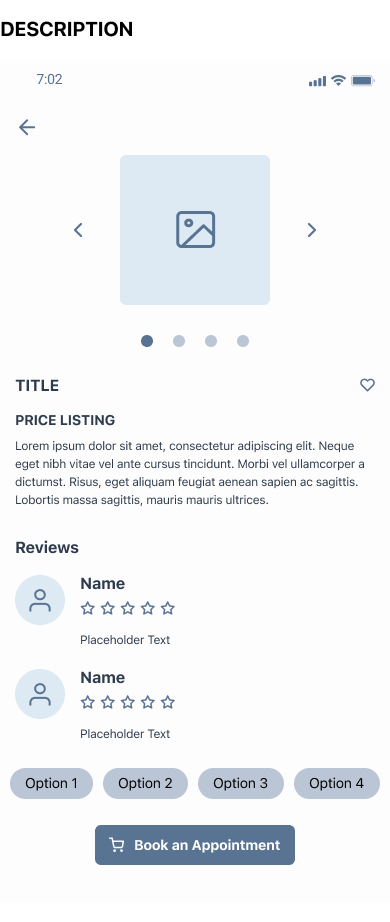 DESCRIPTION
7:02
TITLE
PRICE LISTING
Lorem ipsum dolor sit amet, consectetur adipiscing elit. Neque
eget nibh vitae vel ante cursus tincidunt. Morbi vel ullamcorper a
dictumst. Risus, eget aliquam feugiat aenean sapien ac sagittis.
Lobortis massa sagittis, mauris mauris ultrices.
Reviews
Name
Placeholder Text
Name
Placeholder Text
Option 1 Option 2 Option 3 Option 4
Book an Appointment